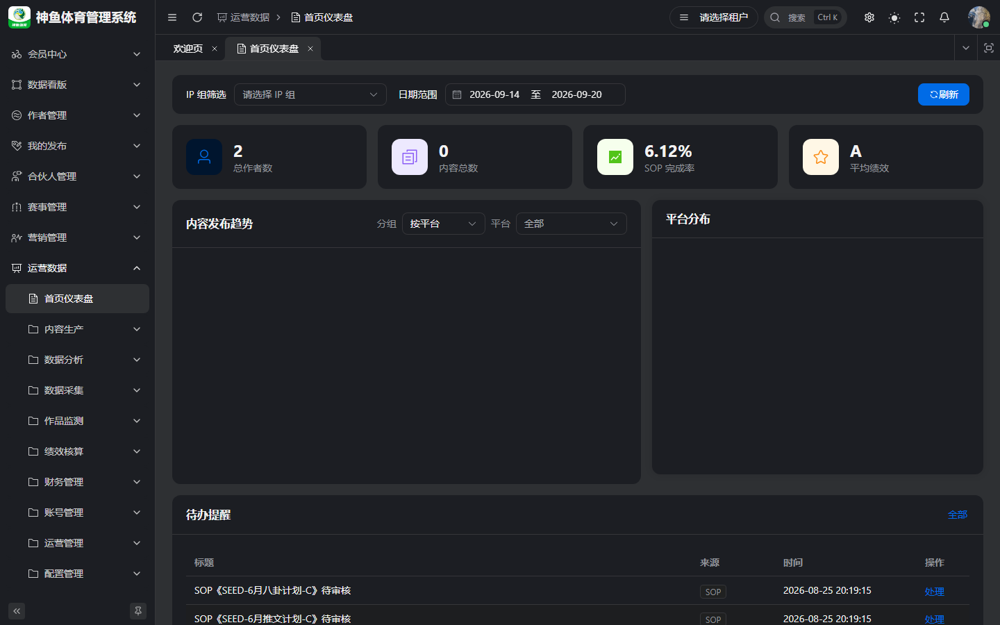 神鱼体育管理系统
会员中心
数据看版
作者管理
我的发布
合伙人管理
赛事管理
营销管理
运营数据
首页仪表盘
内容生产
数据分析
数据采集
作品监测
绩效核算
财务管理
账号管理
运营管理
配置管理
运营数据 首页仪表盘
请选择租户 搜索 Ctrl K
欢迎页 首页仪表盘
IP 组筛选 请选择 IP 组 日期范围 2026-09-14 至 2026-09-20 刷新
2
总作者数
0
内容总数
6.12%
SOP 完成率
A
平均绩效
内容发布趋势 分组 按平台 平台 全部
平台分布
待办提醒 全部
标题 来源 时间 操作
SOP《SEED-6月八卦计划-C》待审核 SOP 2026-08-25 20:19:15 处理
SOP《SEED-6月推文计划-C》待审核 SOP 2026-08-25 20:19:15 处理